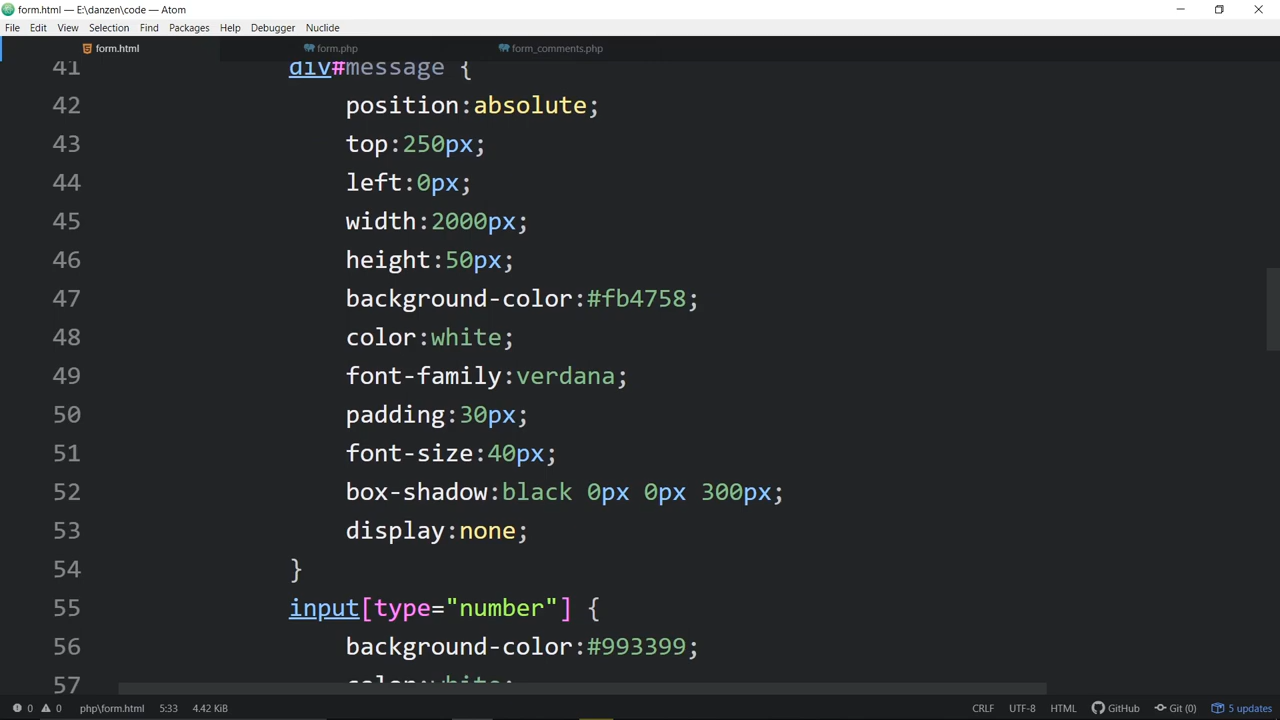 form.html — E:\danzen\code — Atom
File Edit View Selection Find Packages Help Debugger Nuclide
form.html form.php form_comments.php
41 div#message {
42 position:absolute;
43 top:250px;
44 left:0px;
45 width:2000px;
46 height:50px;
47 background-color:#fb4758;
48 color:white;
49 font-family:verdana;
50 padding:30px;
51 font-size:40px;
52 box-shadow:black 0px 0px 300px;
53 display:none;
54 }
55 input[type="number"] {
56 background-color:#993399;
57 color:white;
0 0 php\form.html 5:33 4.42 KiB CRLF UTF-8 HTML GitHub Git (0) 5 updates